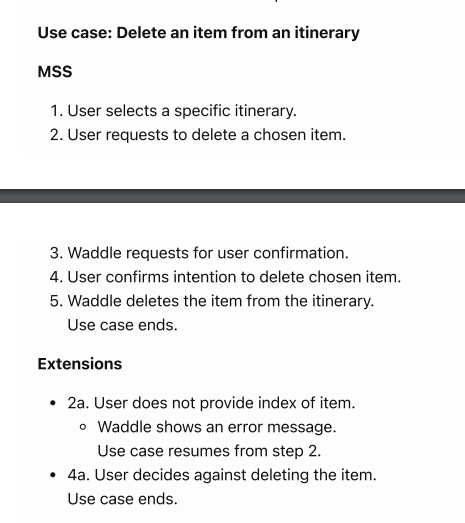 Use case: Delete an item from an itinerary
MSS
1. User selects a specific itinerary.
2. User requests to delete a chosen item.
3. Waddle requests for user confirmation.
4. User confirms intention to delete chosen item.
5. Waddle deletes the item from the itinerary.
Use case ends.
Extensions
• 2a. User does not provide index of item.
◦ Waddle shows an error message.
Use case resumes from step 2.
• 4a. User decides against deleting the item.
Use case ends.